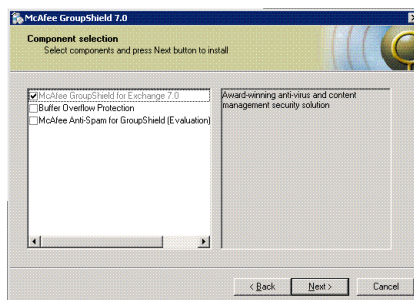 McAfee GroupShield 7.0
Component selection
Select components and press Next button to install
McAfee GroupShield for Exchange 7.0
Buffer Overflow Protection
McAfee Anti-Spam for GroupShield (Evaluation)
Award-winning anti-virus and content
management security solution
< Back
Next >
Cancel